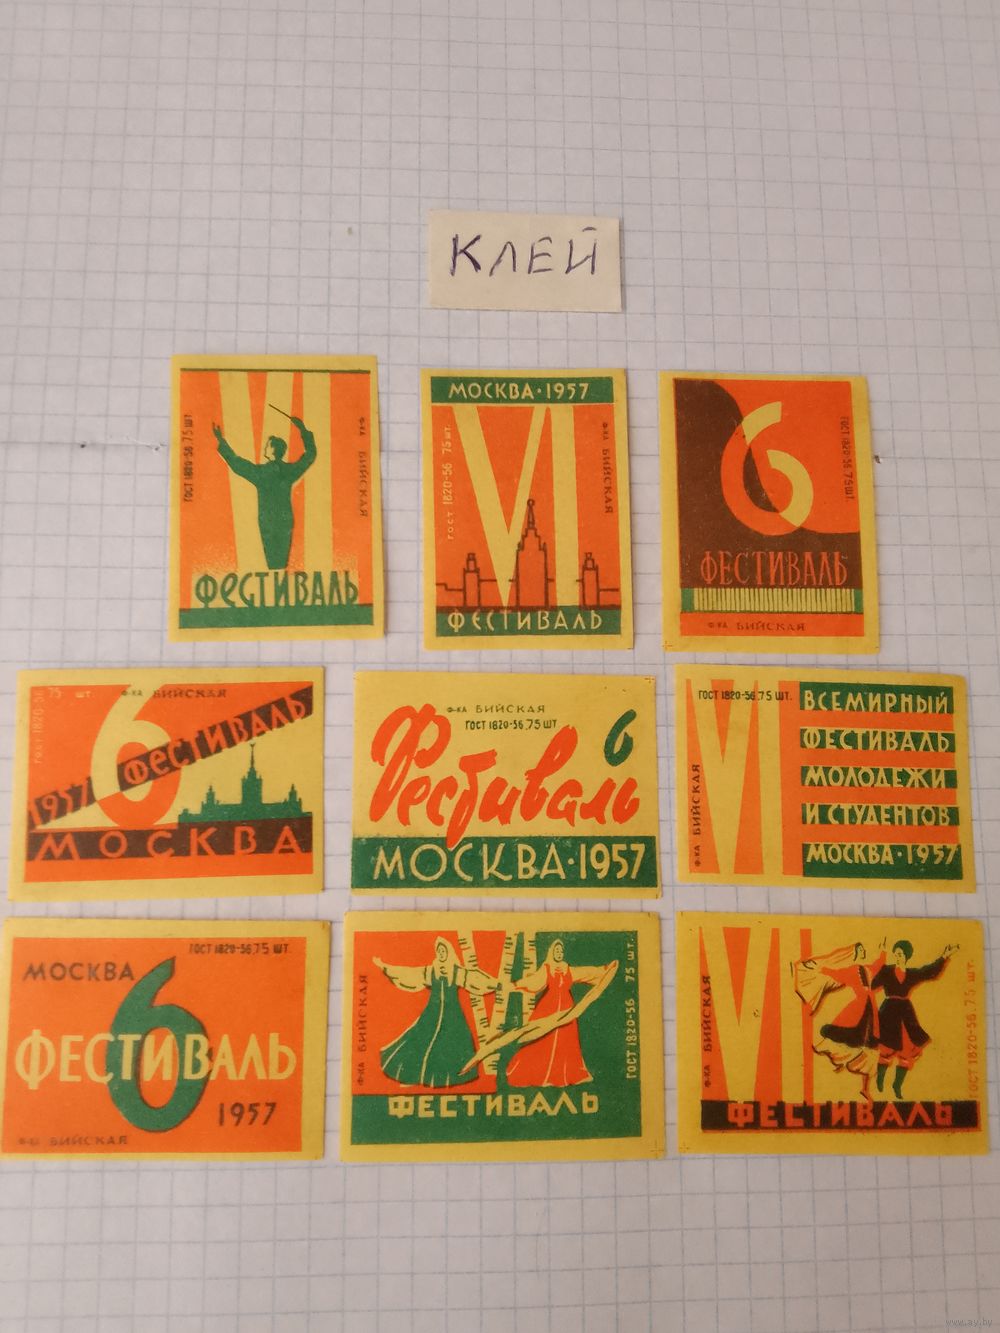 КЛЕЙ
VI
ГОСТ 1820-56. 75 ШТ.
Ф-КА БИЙСКАЯ
ФЕСТИВАЛЬ
МОСКВА·1957
VI
ГОСТ 1820-56 75 ШТ.
Ф-КА БИЙСКАЯ
ФЕСТИВАЛЬ
6
ГОСТ 1820-56. 75 ШТ.
ФЕСТИВАЛЬ
Ф-КА БИЙСКАЯ
ГОСТ 1820-56 75 ШТ.
Ф-КА БИЙСКАЯ
6
1957 ФЕСТИВАЛЬ
МОСКВА
Ф-КА БИЙСКАЯ
ГОСТ 1820-56. 75 ШТ
6
Фестиваль
МОСКВА·1957
VI
ГОСТ 1820-56. 75 ШТ.
Ф-КА БИЙСКАЯ
ВСЕМИРНЫЙ
ФЕСТИВАЛЬ
МОЛОДЕЖИ
И СТУДЕНТОВ
МОСКВА·1957
ГОСТ 1820-56. 75 ШТ.
МОСКВА
6
ФЕСТИВАЛЬ
1957
Ф-КА БИЙСКАЯ
VI
Ф-КА БИЙСКАЯ
ГОСТ 1820-56 75 ШТ.
ФЕСТИВАЛЬ
VI
Ф-КА БИЙСКАЯ
ГОСТ 1820-56. 75 ШТ.
ФЕСТИВАЛЬ
www.ay.by